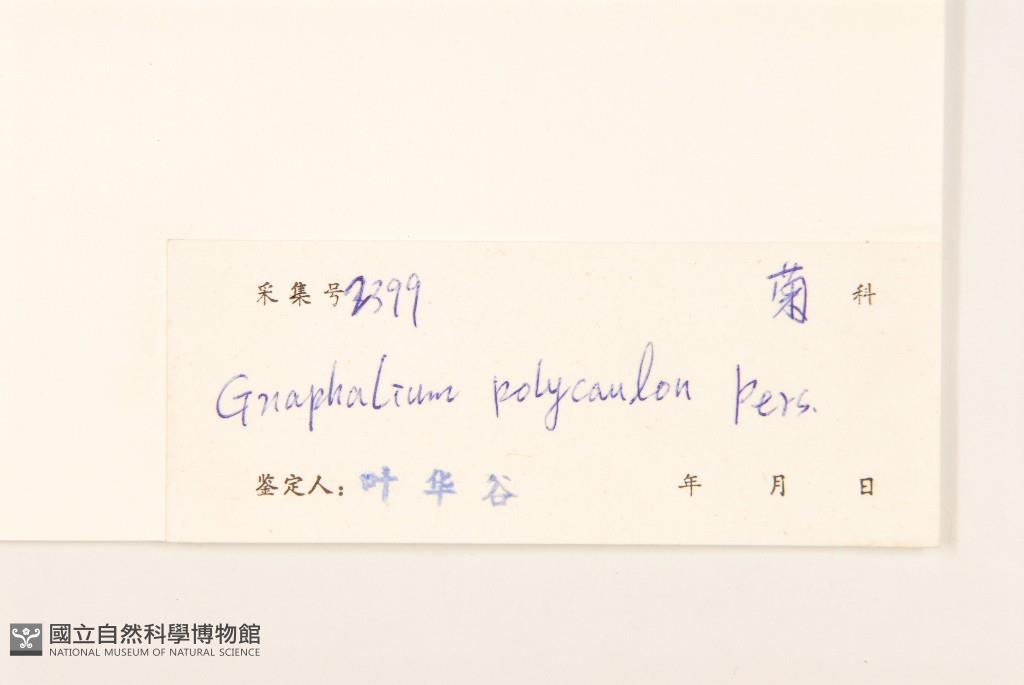 采集号2399 菊 科
Gnaphalium polycaulon Pers.
鉴定人：叶华谷 年 月 日
國立自然科學博物館
NATIONAL MUSEUM OF NATURAL SCIENCE